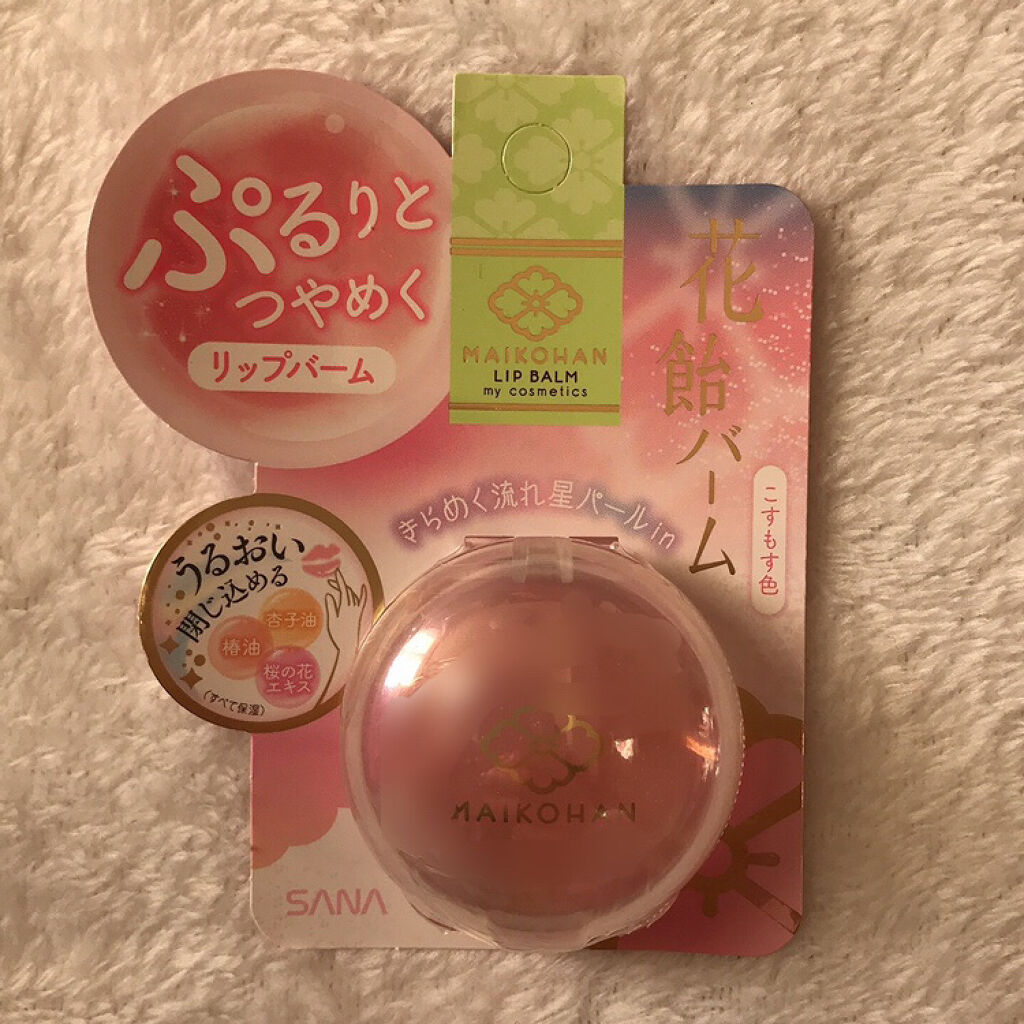 ぷるりと
つやめく
リップバーム
MAIKOHAN
LIP BALM
my cosmetics
花飴バーム
こすもす色
きらめく流れ星パールin
うるおい
閉じ込める
杏子油
椿油
桜の花
エキス
(すべて保湿)
MAIKOHAN
SANA